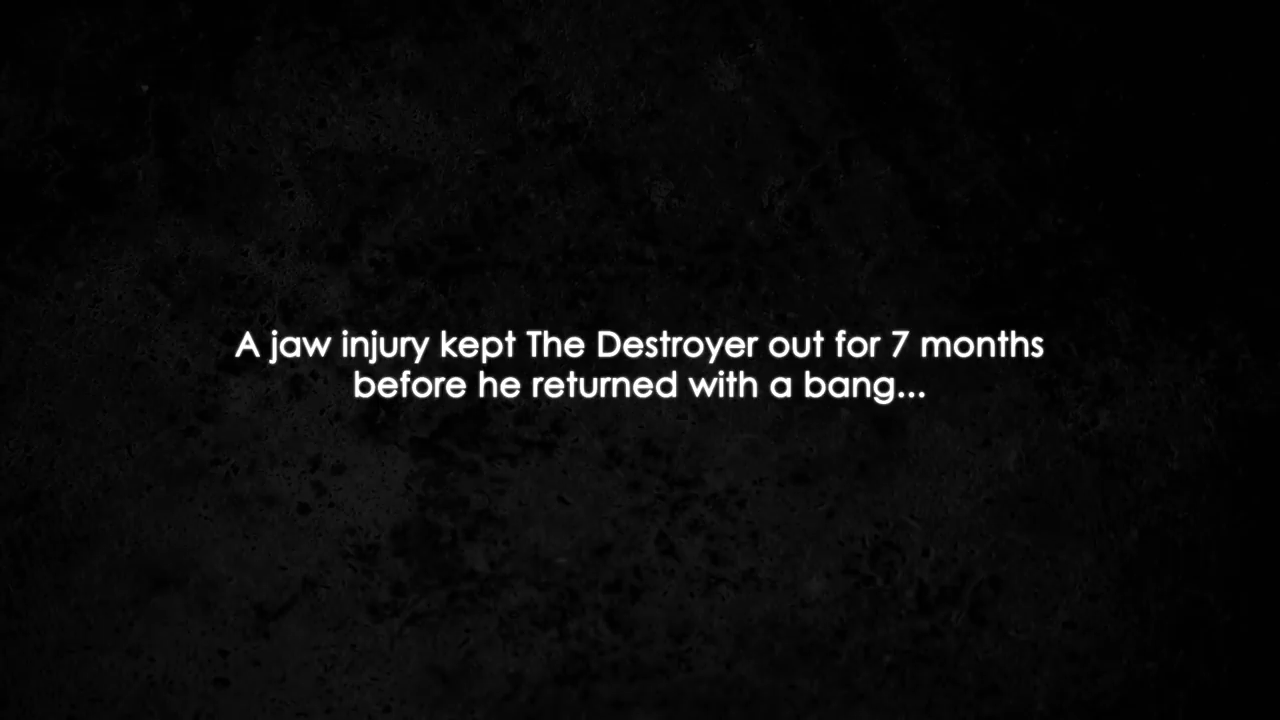 A jaw injury kept The Destroyer out for 7 months
before he returned with a bang...